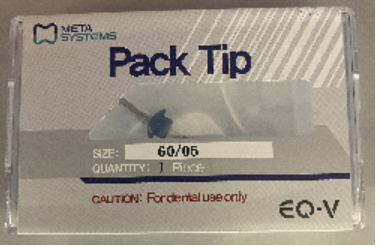 META
SYSTEMS
Pack Tip
SIZE: 60/05
QUANTITY: 1 Piece
CAUTION: For dental use only
EQ-V